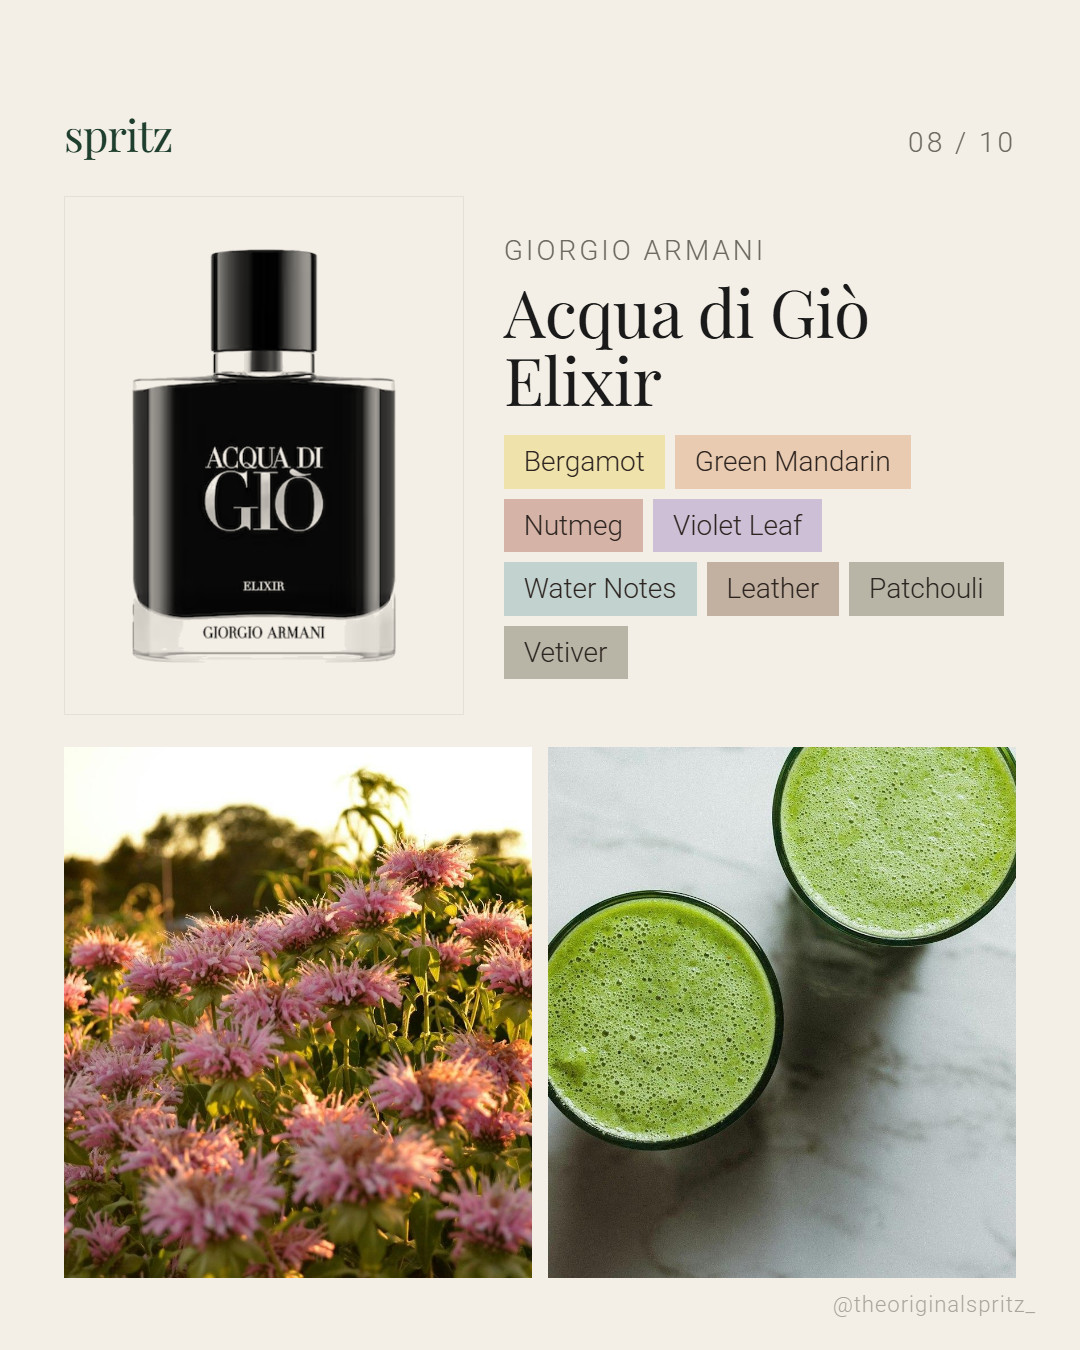 spritz
08 / 10
GIORGIO ARMANI
Acqua di Giò
Elixir
Bergamot
Green Mandarin
Nutmeg
Violet Leaf
Water Notes
Leather
Patchouli
Vetiver
ACQUA DI
GIÒ
ELIXIR
GIORGIO ARMANI
@theoriginalspritz_